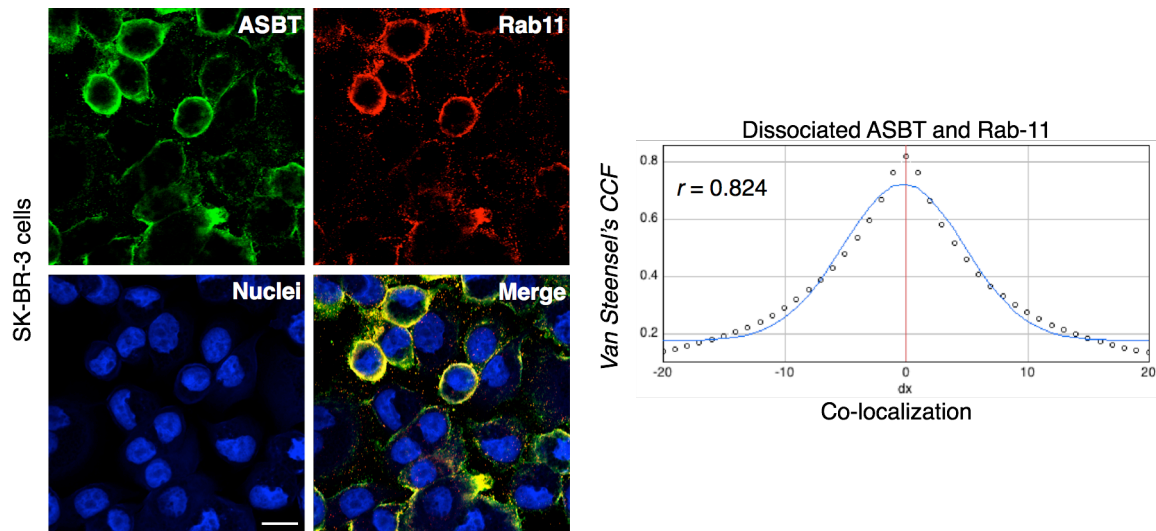 ASBT
Rab11
SK-BR-3 cells
Nuclei
Merge
Dissociated ASBT and Rab-11
r = 0.824
Van Steensel's CCF
0.8
0.6
0.4
0.2
-20
-10
0
10
20
dx
Co-localization